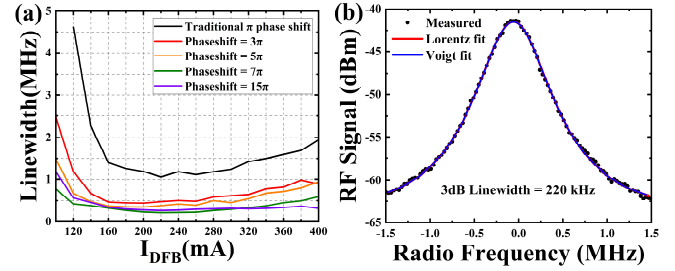 (a)
Linewidth(MHz)
5
4
3
2
1
0
Traditional π phase shift
Phaseshift = 3π
Phaseshift = 5π
Phaseshift = 7π
Phaseshift = 15π
120 160 200 240 280 320 360 400
I_DFB(mA)
(b)
RF Signal (dBm)
-40
-45
-50
-55
-60
-65
Measured
Lorentz fit
Voigt fit
3dB Linewidth = 220 kHz
-1.5 -1.0 -0.5 0.0 0.5 1.0 1.5
Radio Frequency (MHz)